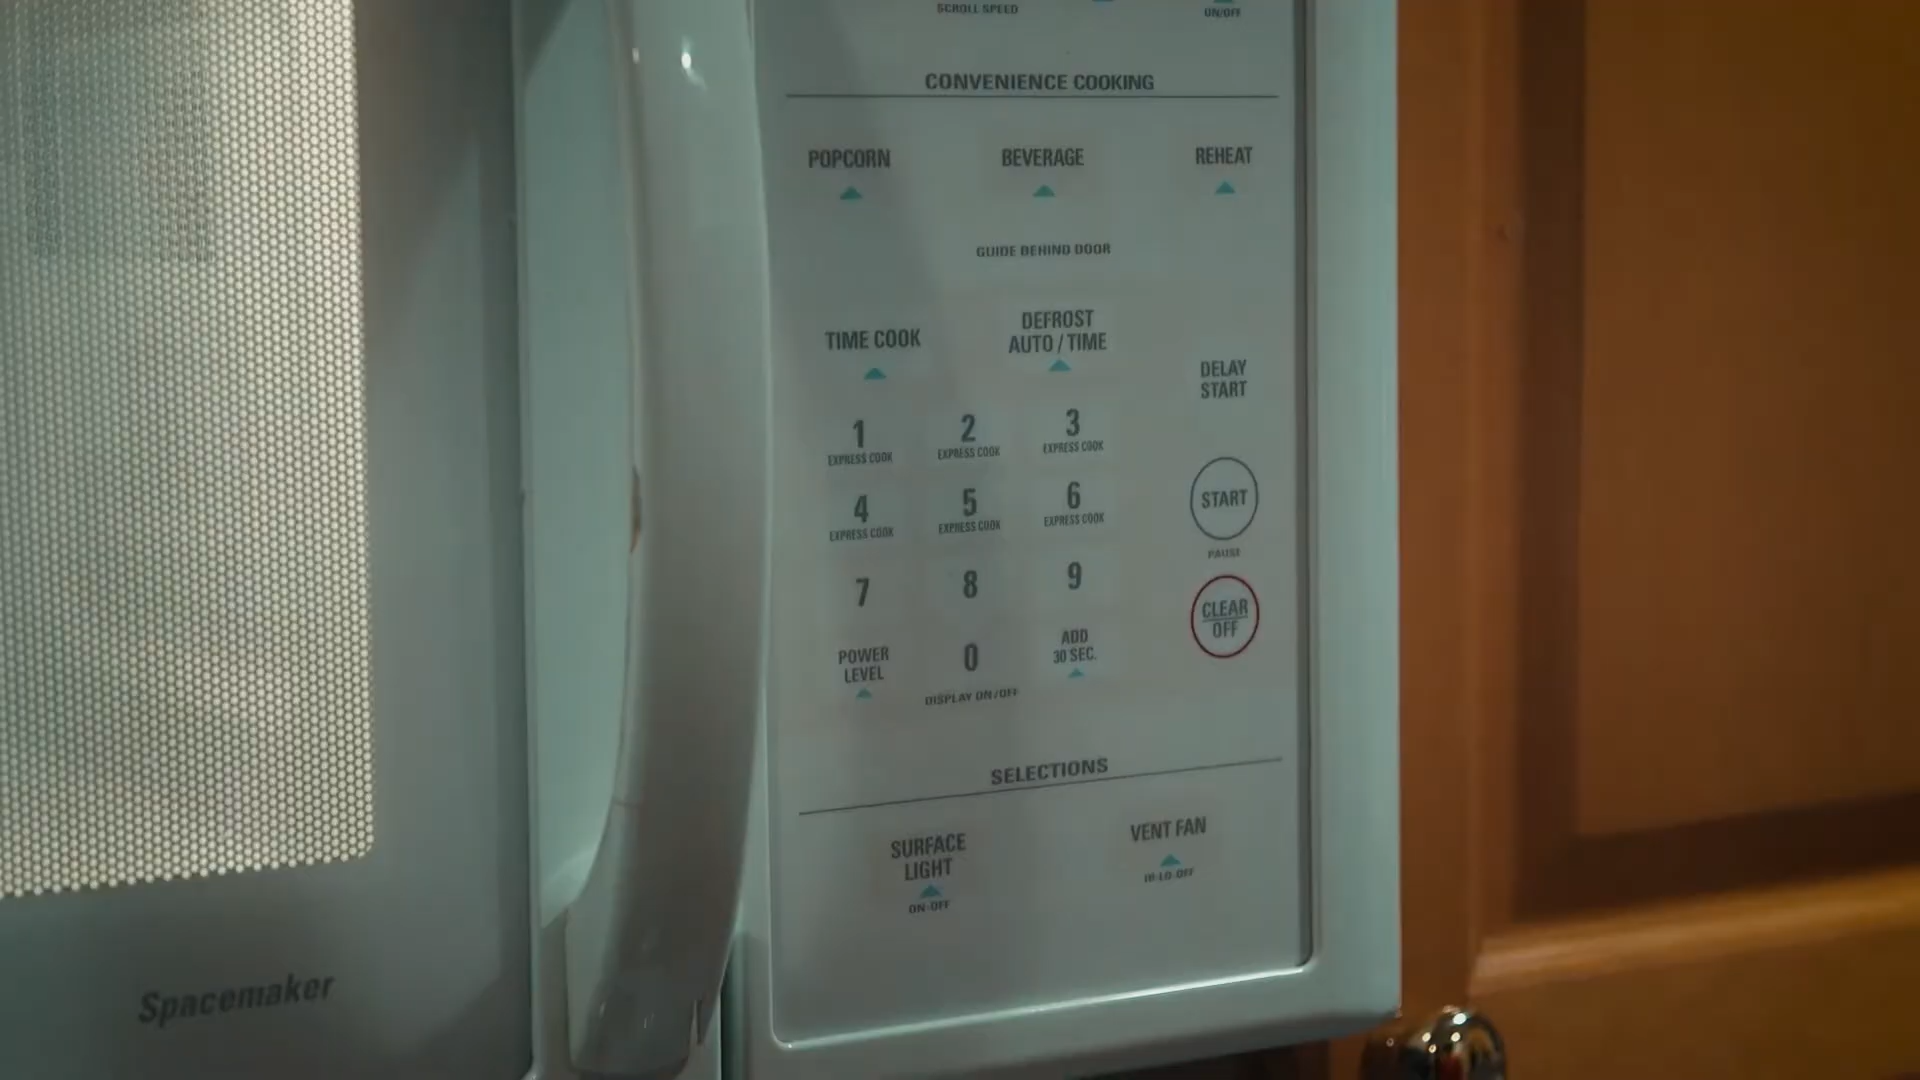 SCROLL SPEED
ON/OFF
CONVENIENCE COOKING
POPCORN
BEVERAGE
REHEAT
GUIDE BEHIND DOOR
TIME COOK
DEFROST
AUTO / TIME
DELAY
START
1
EXPRESS COOK
2
EXPRESS COOK
3
EXPRESS COOK
4
EXPRESS COOK
5
EXPRESS COOK
6
EXPRESS COOK
START
PAUSE
7
8
9
CLEAR
OFF
POWER
LEVEL
0
DISPLAY ON/OFF
ADD
30 SEC.
SELECTIONS
SURFACE
LIGHT
ON-OFF
VENT FAN
HI-LO-OFF
Spacemaker